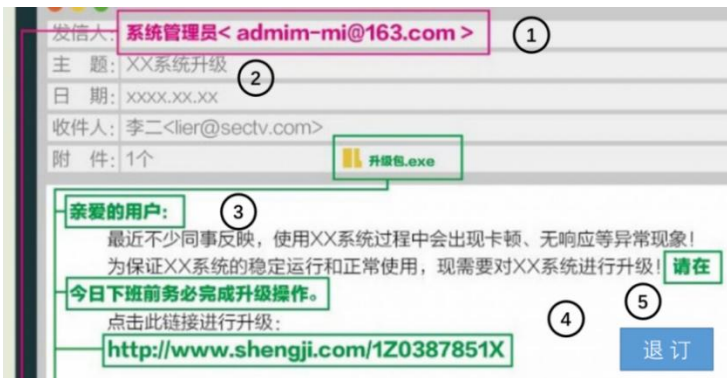 发信人: 系统管理员< admim-mi@163.com > ①
主 题: XX系统升级 ②
日 期: xxxx.xx.xx
收件人: 李二<lier@sectv.com>
附 件: 1个 升级包.exe
亲爱的用户: ③
最近不少同事反映，使用XX系统过程中会出现卡顿、无响应等异常现象!
为保证XX系统的稳定运行和正常使用，现需要对XX系统进行升级! 请在
今日下班前务必完成升级操作。 ⑤
点击此链接进行升级: ④
http://www.shengji.com/1Z0387851X 退 订